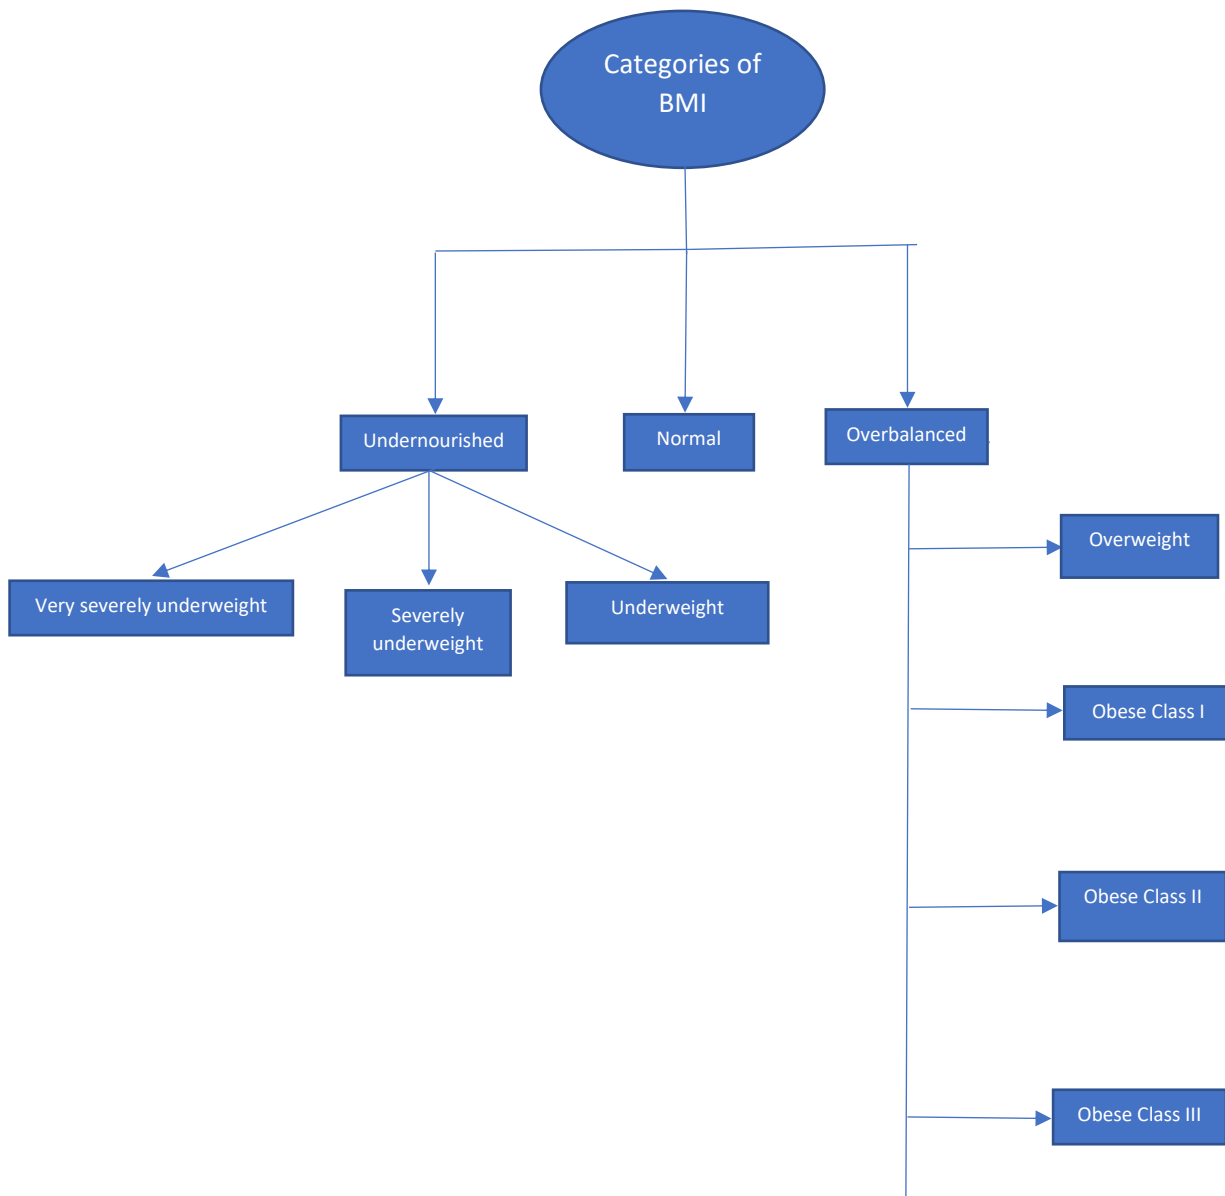 Categories of
BMI
Undernourished
Normal
Overbalanced
Overweight
Very severely underweight
Severely
underweight
Underweight
Obese Class I
Obese Class II
Obese Class III